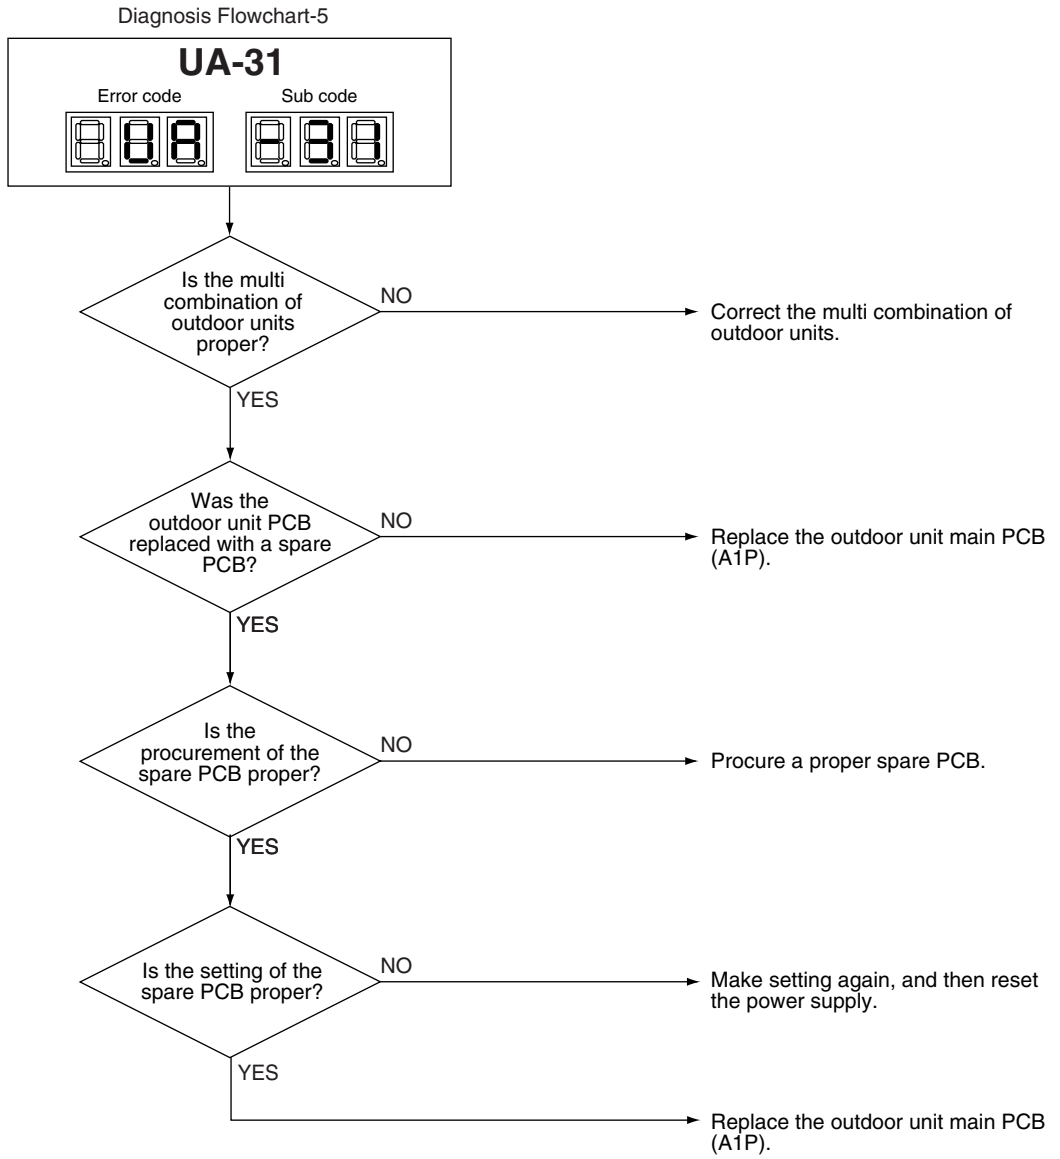 Diagnosis Flowchart-5
UA-31
Error code
Sub code
UA
-31
Is the multi
combination of
outdoor units
proper?
NO
Correct the multi combination of
outdoor units.
YES
Was the
outdoor unit PCB
replaced with a spare
PCB?
NO
Replace the outdoor unit main PCB
(A1P).
YES
Is the
procurement of the
spare PCB proper?
NO
Procure a proper spare PCB.
YES
Is the setting of the
spare PCB proper?
NO
Make setting again, and then reset
the power supply.
YES
Replace the outdoor unit main PCB
(A1P).